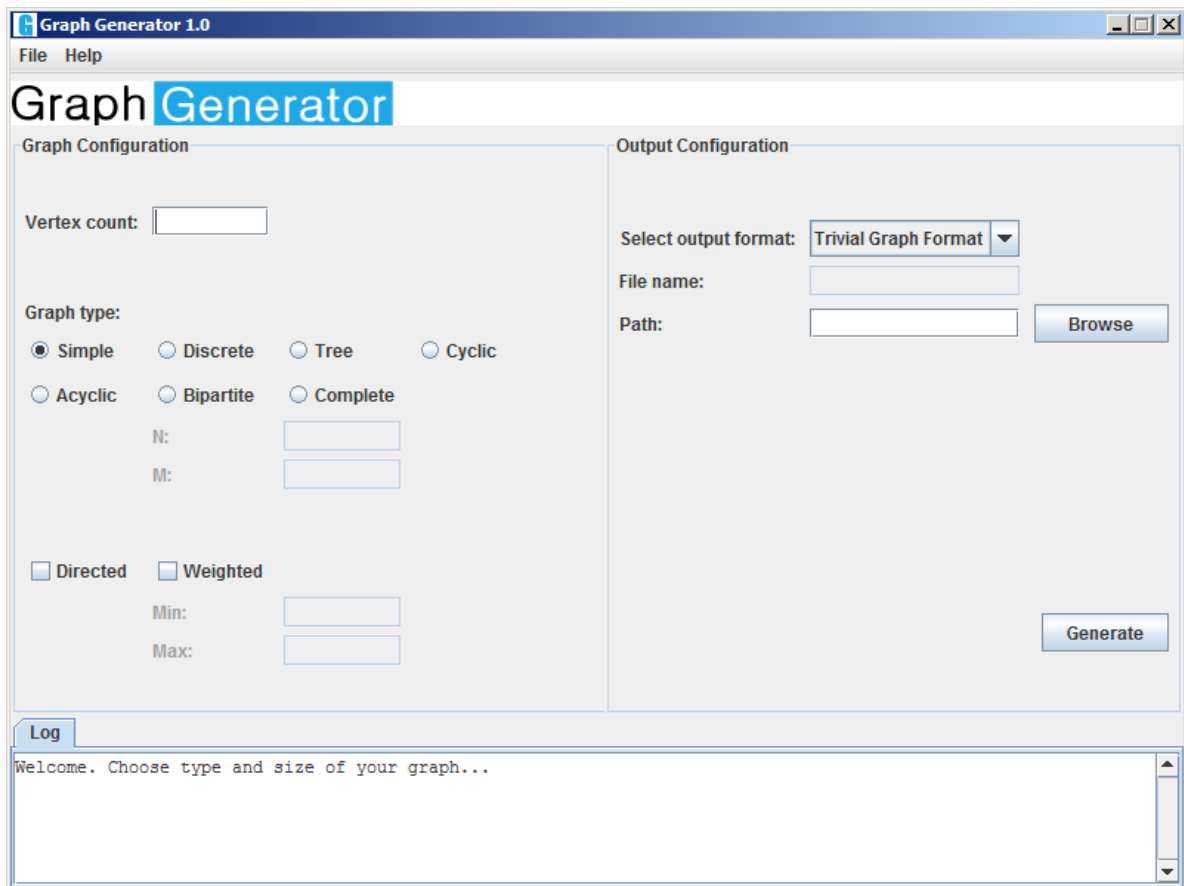 Graph Generator 1.0
File Help
Graph Generator
Graph Configuration
Vertex count:
Graph type:
Simple Discrete Tree Cyclic
Acyclic Bipartite Complete
N:
M:
Directed Weighted
Min:
Max:
Output Configuration
Select output format: Trivial Graph Format
File name:
Path: Browse
Generate
Log
Welcome. Choose type and size of your graph...